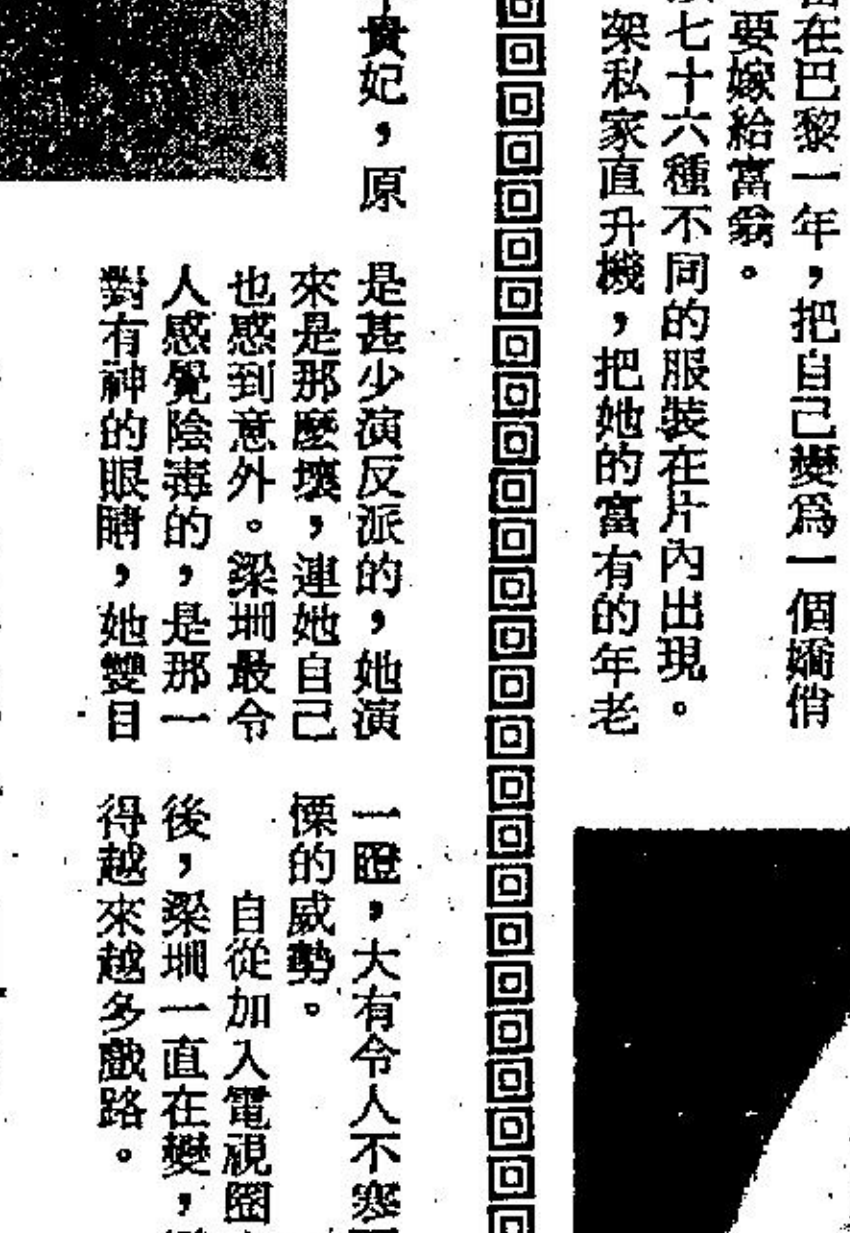 在巴黎一年，把自己變爲一個嬌俏
要嫁給富翁。
七十六種不同的服裝在片內出現。
架私家直升機，把她的富有的年老
貴妃，原
是甚少演反派的，她演
來是那麼壞，連她自己
也感到意外。梁㘨最令
人感覺陰毒的，是那一
對有神的眼睛，她雙目
一瞪，大有令人不寒
慄的威勢。
自從加入電視圈
後，梁㘨一直在變，
得越來越多戲路。